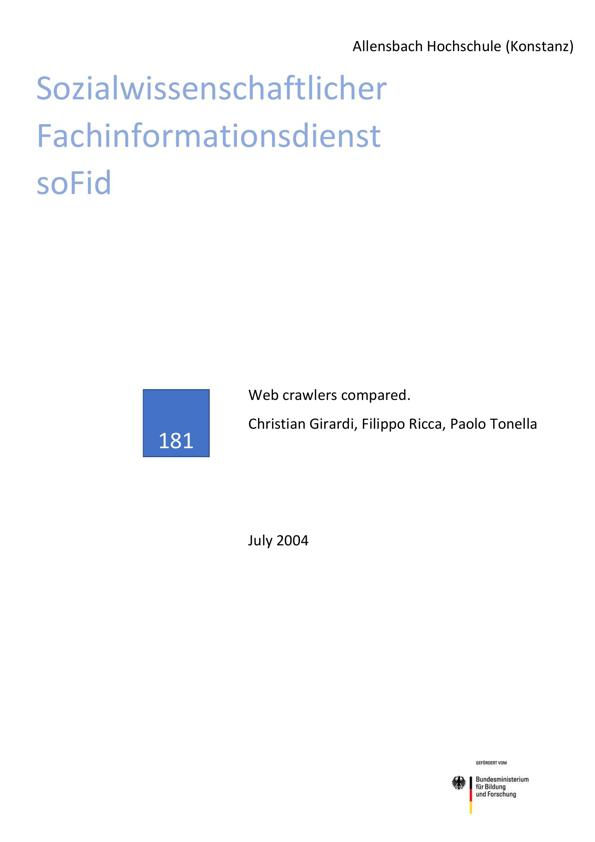 Allensbach Hochschule (Konstanz)
Sozialwissenschaftlicher
Fachinformationsdienst
soFid
Web crawlers compared.
181
Christian Girardi, Filippo Ricca, Paolo Tonella
July 2004
GEFÖRDERT VOM
Bundesministerium
für Bildung
und Forschung